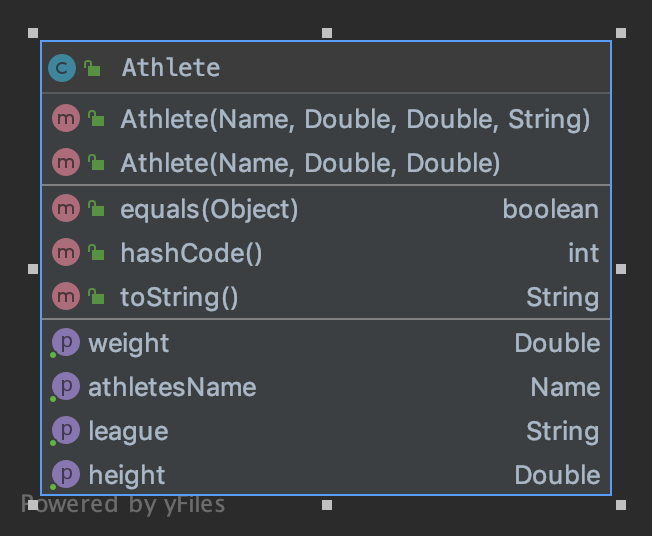 C Athlete
m Athlete(Name, Double, Double, String)
m Athlete(Name, Double, Double)
m equals(Object) boolean
m hashCode() int
m toString() String
p weight Double
p athletesName Name
p league String
p height Double
Powered by yFiles